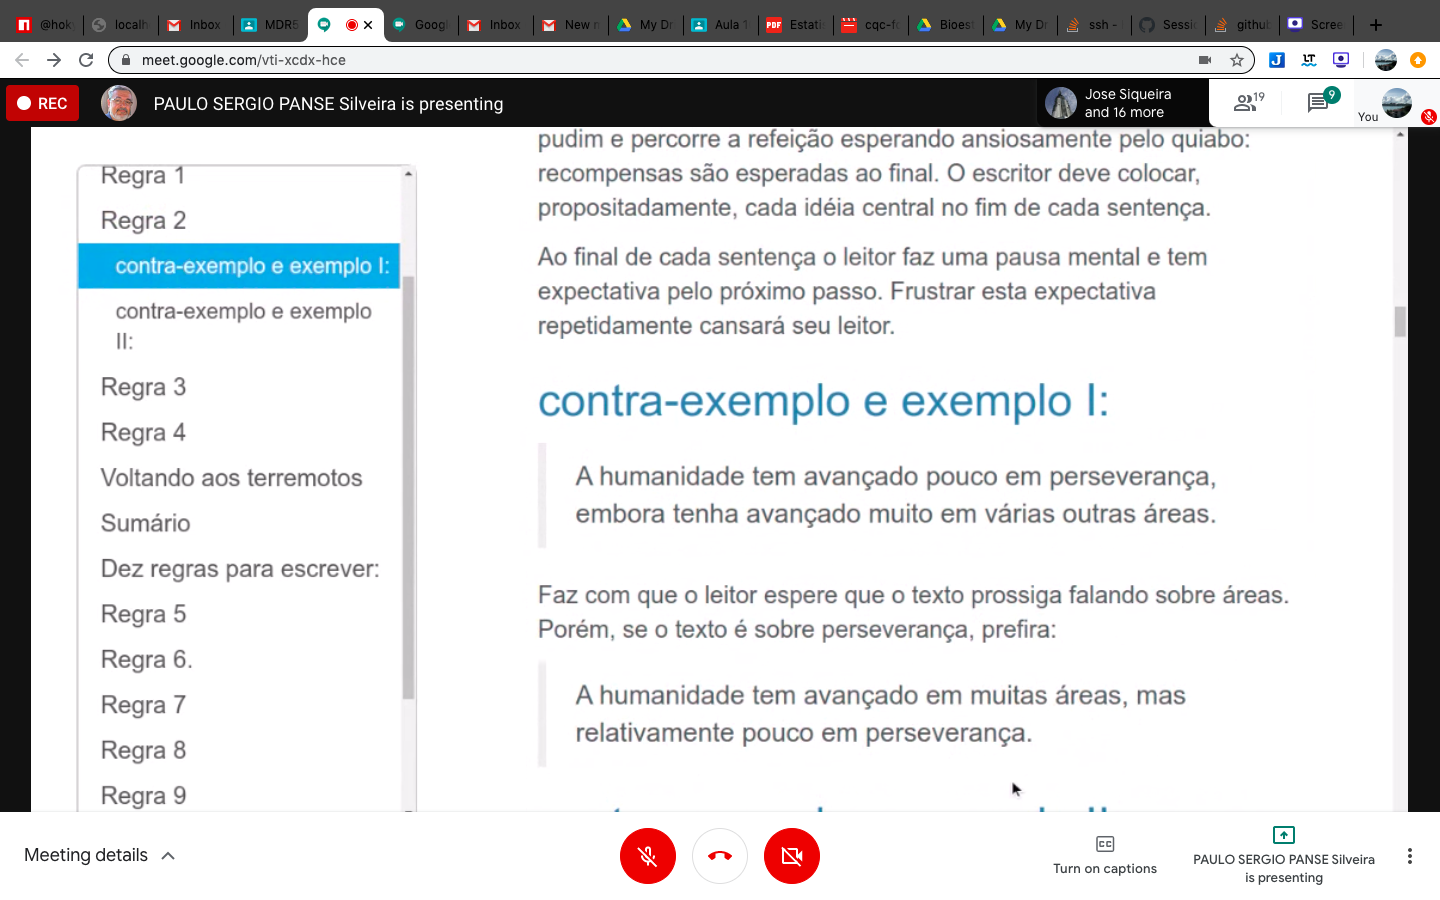 @hok
localh
Inbox
MDR5
Googl
Inbox
New m
My Dr
Aula 1
PDF
Estatis
cqc-fo
Bioest
My Dr
ssh -
Sessio
github
Scree
meet.google.com/vti-xcdx-hce
REC
PAULO SERGIO PANSE Silveira is presenting
Jose Siqueira
and 16 more
19
9
You
Regra 1
Regra 2
contra-exemplo e exemplo I:
contra-exemplo e exemplo
II:
Regra 3
Regra 4
Voltando aos terremotos
Sumário
Dez regras para escrever:
Regra 5
Regra 6.
Regra 7
Regra 8
Regra 9
pudim e percorre a refeição esperando ansiosamente pelo quiabo:
recompensas são esperadas ao final. O escritor deve colocar,
propositadamente, cada idéia central no fim de cada sentença.
Ao final de cada sentença o leitor faz uma pausa mental e tem
expectativa pelo próximo passo. Frustrar esta expectativa
repetidamente cansará seu leitor.
contra-exemplo e exemplo I:
A humanidade tem avançado pouco em perseverança,
embora tenha avançado muito em várias outras áreas.
Faz com que o leitor espere que o texto prossiga falando sobre áreas.
Porém, se o texto é sobre perseverança, prefira:
A humanidade tem avançado em muitas áreas, mas
relativamente pouco em perseverança.
Meeting details
Turn on captions
PAULO SERGIO PANSE Silveira
is presenting